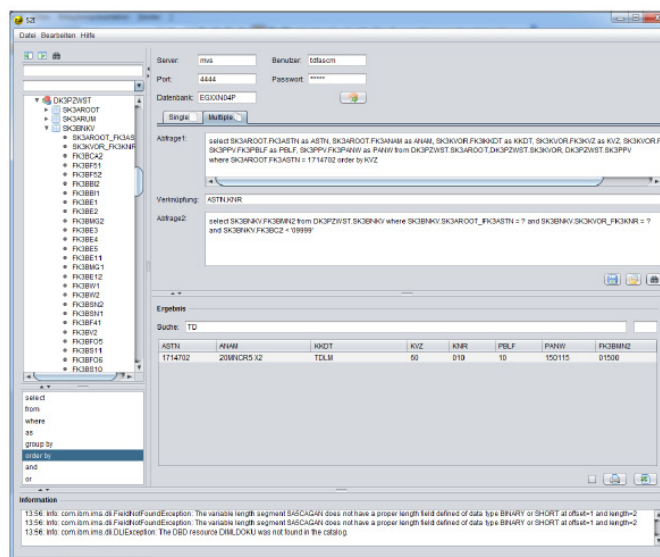 S2I
Datei Bearbeiten Hilfe
Server: mvs Benutzer: tdfascm
Port: 4444 Passwort: *****
Datenbank: EGXXN04P
Single Multiple
DK3PZWST
SK3AROOT
SK3ARUM
SK3BNKV
SK3AROOT_FK3AS
SK3KVOR_FK3KNR
FK3BCA2
FK3BF51
FK3BF52
FK3BBI2
FK3BBI1
FK3BE1
FK3BE2
FK3BMG2
FK3BE3
FK3BE4
FK3BE5
FK3BE11
FK3BMG1
FK3BE12
FK3BW1
FK3BW2
FK3BSN2
FK3BSN1
FK3BF41
FK3BV2
FK3BFO5
FK3BS11
FK3BFO6
FK3BS10
select
from
where
as
group by
order by
and
or
Abfrage1:
select SK3AROOT.FK3ASTN as ASTN, SK3AROOT.FK3ANAM as ANAM, SK3KVOR.FK3KKDT as KKDT, SK3KVOR.FK3KVZ as KVZ, SK3KVOR.F
SK3PPV.FK3PBLF as PBLF, SK3PPV.FK3PANW as PANW from DK3PZWST.SK3AROOT,DK3PZWST.SK3KVOR, DK3PZWST.SK3PPV
where SK3AROOT.FK3ASTN = 1714702 order by KVZ
Verknüpfung: ASTN,KNR
Abfrage2:
select SK3BNKV.FK3BMN2 from DK3PZWST.SK3BNKV where SK3BNKV.SK3AROOT_FK3ASTN = ? and SK3BNKV.SK3KVOR_FK3KNR = ?
and SK3BNKV.FK3BC2 < '09999'
Ergebnis
Suche: TD
ASTN ANAM KKDT KVZ KNR PBLF PANW FK3BMN2
1714702 20MNCR5 X2 TDLM 60 010 10 150115 01500
Information
13:56: Info: com.ibm.ims.dli.FieldNotFoundException: The variable length segment SA5CAGAN does not have a proper length field defined of data type BINARY or SHORT at offset=1 and length=2
13:56: Info: com.ibm.ims.dli.FieldNotFoundException: The variable length segment SA5CAGAN does not have a proper length field defined of data type BINARY or SHORT at offset=1 and length=2
13:56: Info: com.ibm.ims.dli.DLIException: The DBD resource DIMLDOKU was not found in the catalog.